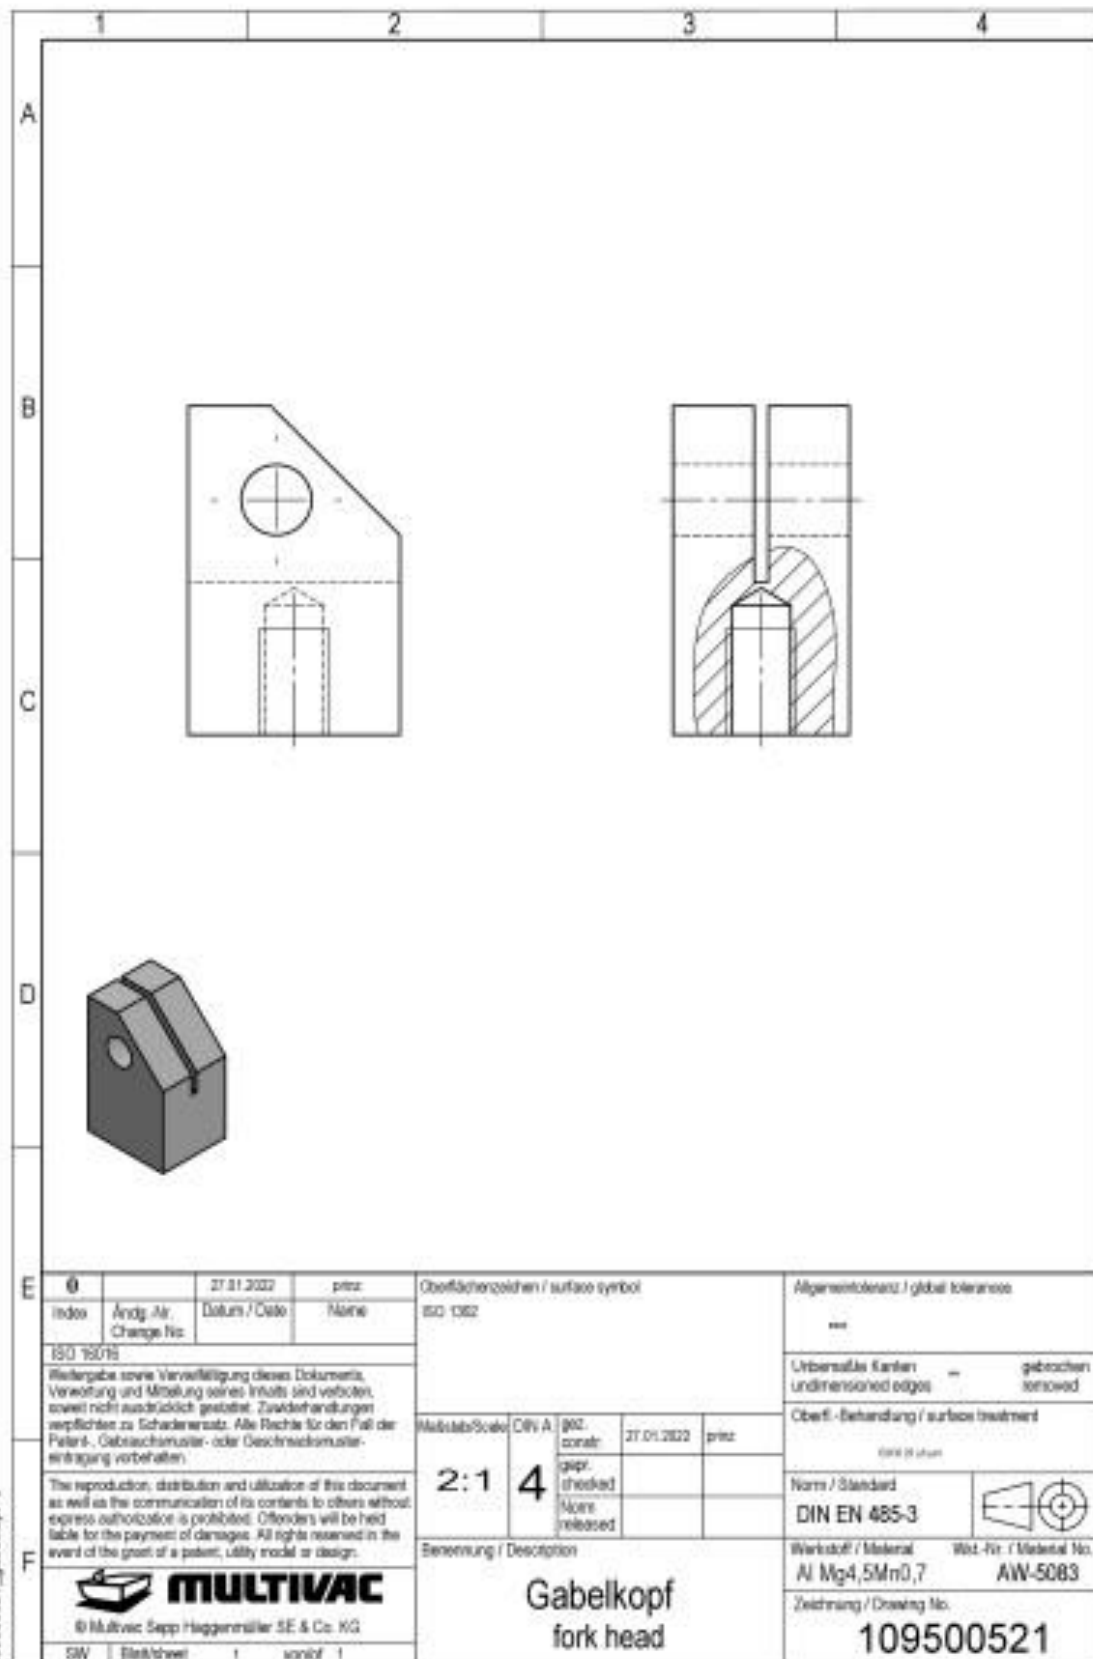 1 2 3 4
A
B
C
D
E
F
0 27.01.2022 prinz
Index Ändg.-Nr. Datum / Date Name
Change No.
ISO 16016
Weitergabe sowie Vervielfältigung dieses Dokuments,
Verwertung und Mitteilung seines Inhalts sind verboten,
soweit nicht ausdrücklich gestattet. Zuwiderhandlungen
verpflichten zu Schadenersatz. Alle Rechte für den Fall der
Patent-, Gebrauchsmuster- oder Geschmacksmuster-
eintragung vorbehalten.
The reproduction, distribution and utilization of this document
as well as the communication of its contents to others without
express authorization is prohibited. Offenders will be held
liable for the payment of damages. All rights reserved in the
event of the grant of a patent, utility model or design.
MULTIVAC
© Multivac Sepp Haggenmüller SE & Co. KG
SW Blatt/sheet 1 von/of 1
Oberflächenzeichen / surface symbol
ISO 1302
Maßstab/Scale DIN A
2:1 4
gez.
constr. 27.01.2022 prinz
gepr.
checked
Norm
released
Benennung / Description
Gabelkopf
fork head
Allgemeintoleranz / global tolerances
***
Unbemaßte Kanten – gebrochen
undimensioned edges removed
Oberfl.-Behandlung / surface treatment
Norm / Standard
DIN EN 485-3
Werkstoff / Material Wkt.-Nr. / Material No.
Al Mg4,5Mn0,7 AW-5083
Zeichnung / Drawing No.
109500521